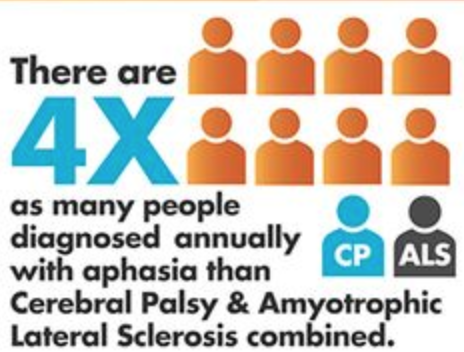 There are
4X
as many people
diagnosed annually
with aphasia than
CP ALS
Cerebral Palsy & Amyotrophic
Lateral Sclerosis combined.